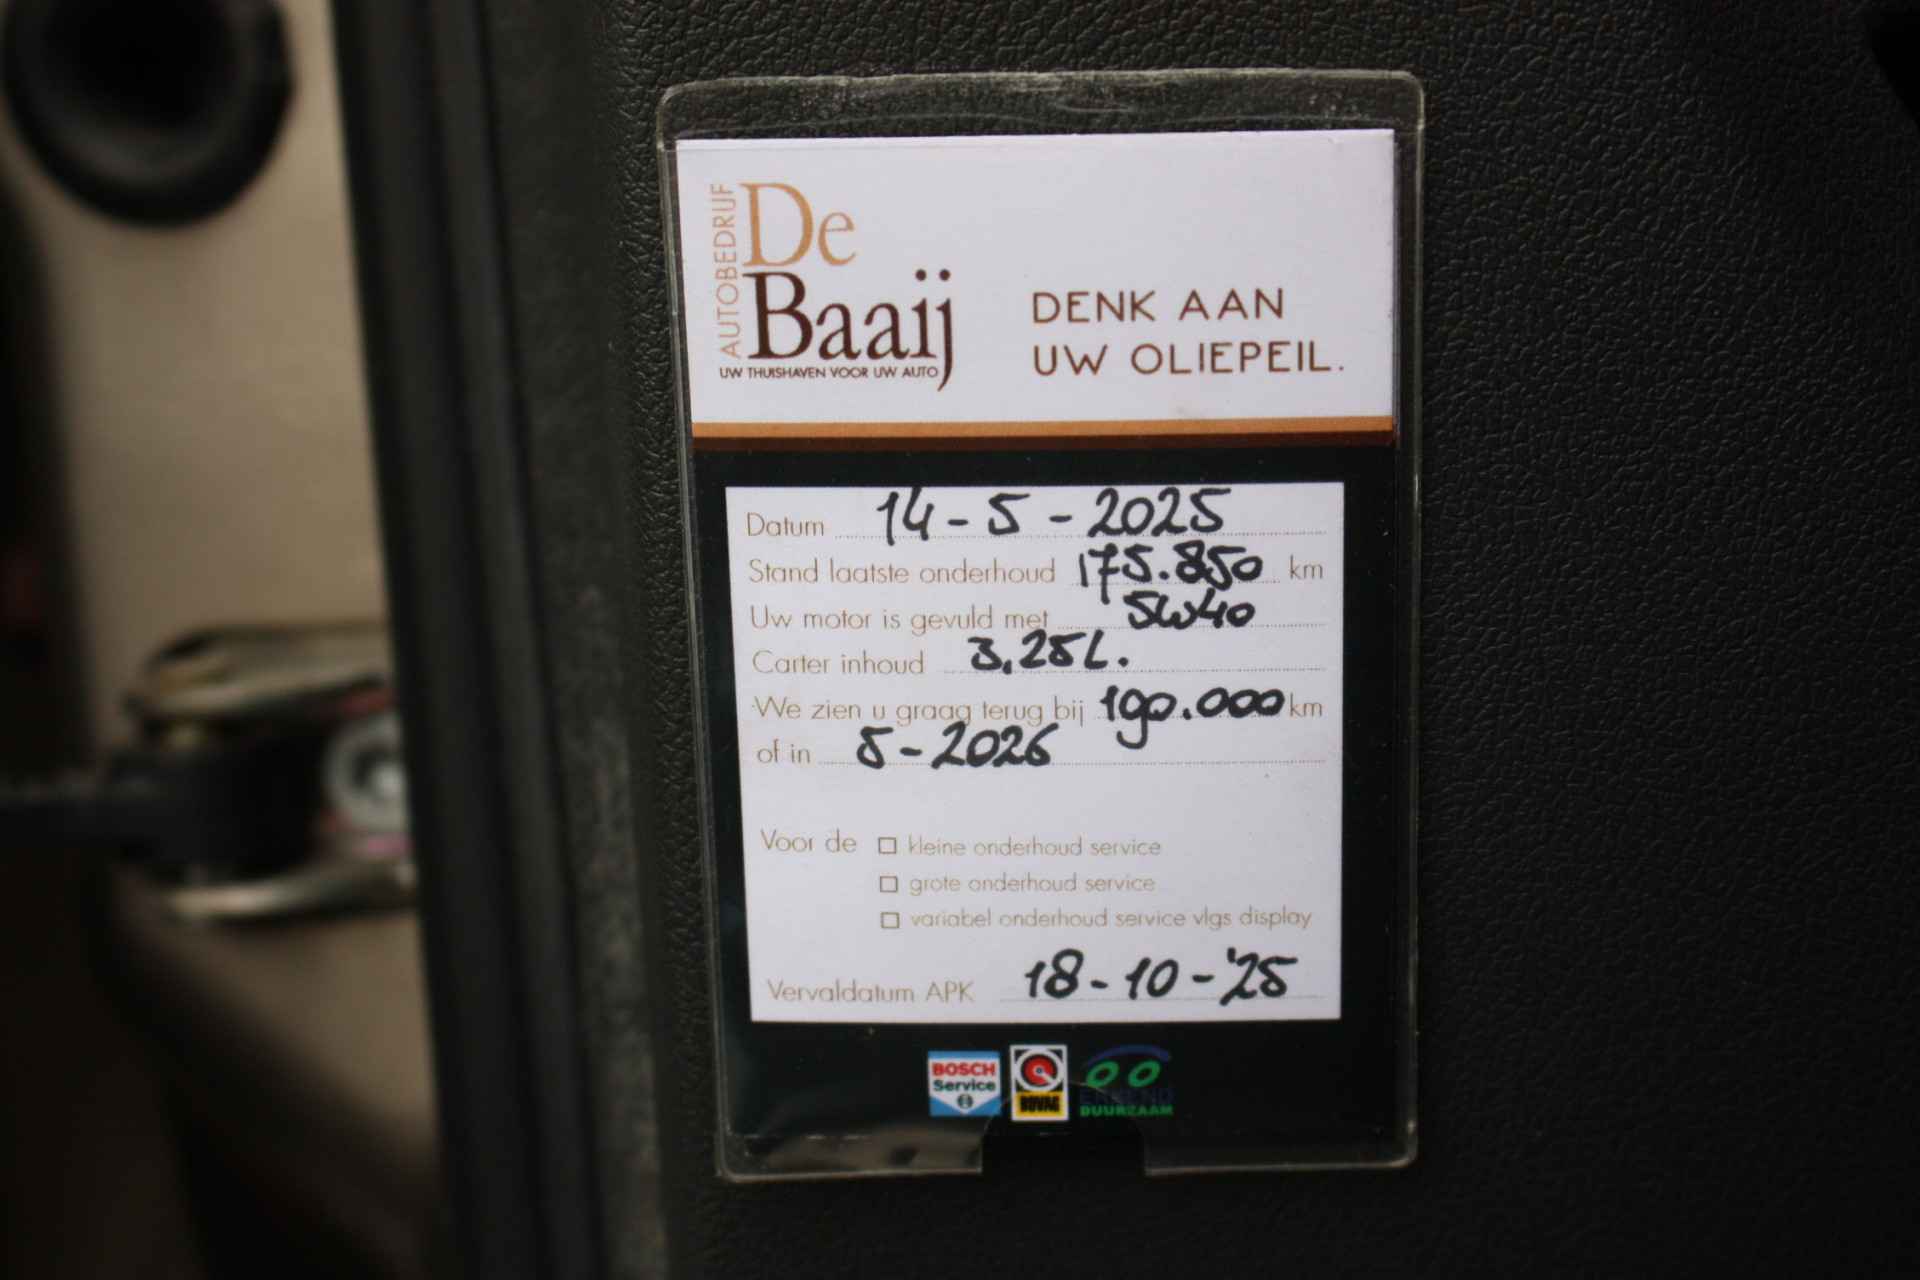 AUTOBEDRIJF
De
Baaij
UW THUISHAVEN VOOR UW AUTO
DENK AAN
UW OLIEPEIL.
Datum 14-5-2025
Stand laatste onderhoud 175.850 km
Uw motor is gevuld met 5W40
Carter inhoud 3,25L.
We zien u graag terug bij 190.000 km
of in 5-2026
Voor de □ kleine onderhoud service
□ grote onderhoud service
□ variabel onderhoud service vlgs display
Vervaldatum APK 18-10-'25
BOSCH
Service
BOVAG
ERKEND
DUURZAAM